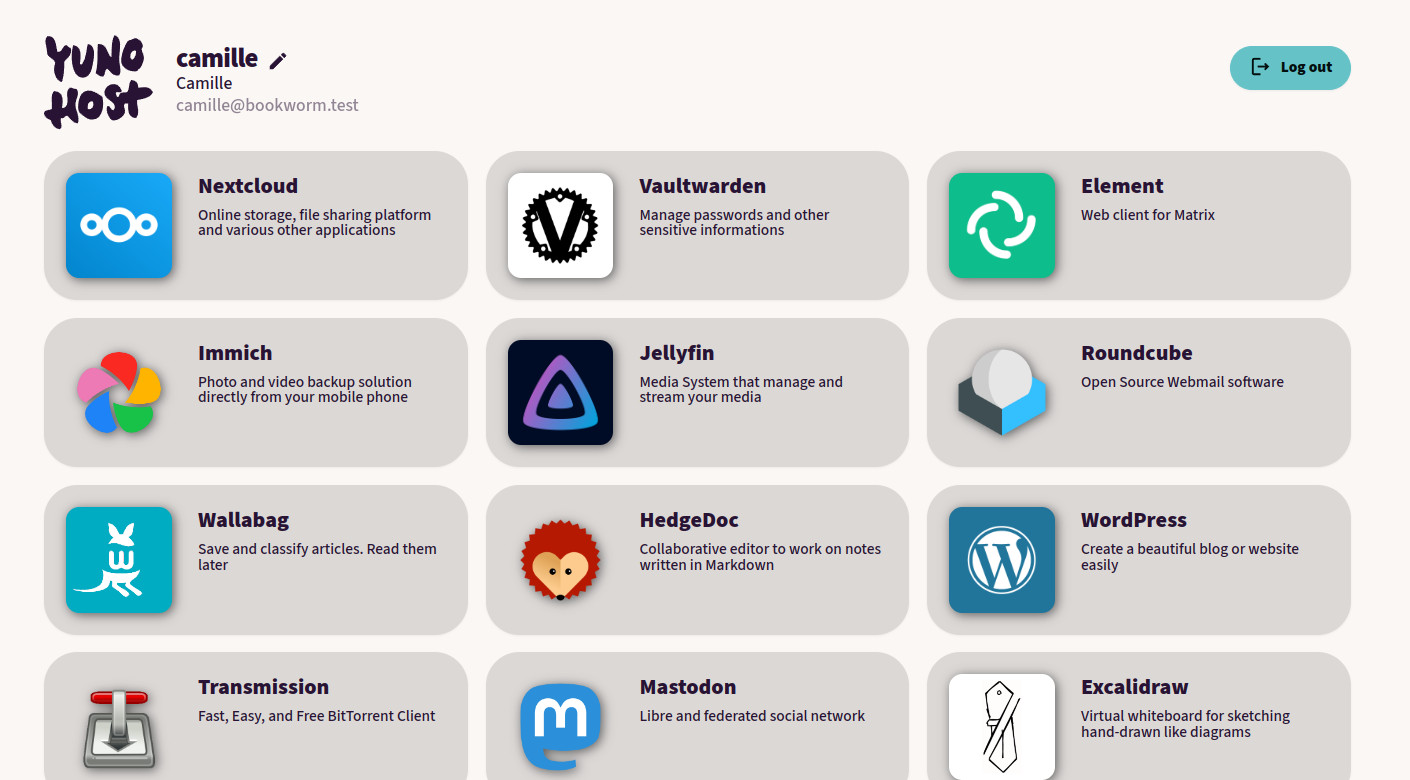 YUNO
HOST
camille
Camille
camille@bookworm.test
Log out
Nextcloud
Online storage, file sharing platform
and various other applications
Vaultwarden
Manage passwords and other
sensitive informations
Element
Web client for Matrix
Immich
Photo and video backup solution
directly from your mobile phone
Jellyfin
Media System that manage and
stream your media
Roundcube
Open Source Webmail software
Wallabag
Save and classify articles. Read them
later
HedgeDoc
Collaborative editor to work on notes
written in Markdown
WordPress
Create a beautiful blog or website
easily
Transmission
Fast, Easy, and Free BitTorrent Client
Mastodon
Libre and federated social network
Excalidraw
Virtual whiteboard for sketching
hand-drawn like diagrams